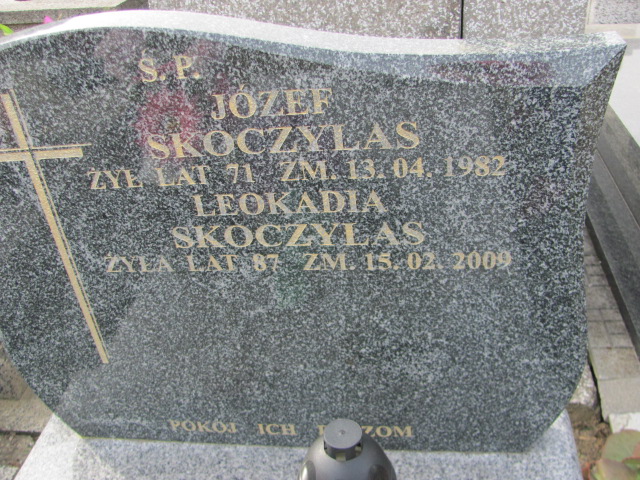 Ś. P.
JÓZEF
SKOCZYLAS
ŻYŁ LAT 71 ZM. 13. 04. 1982
LEOKADIA
SKOCZYLAS
ŻYŁA LAT 87 ZM. 15. 02. 2009
POKÓJ ICH